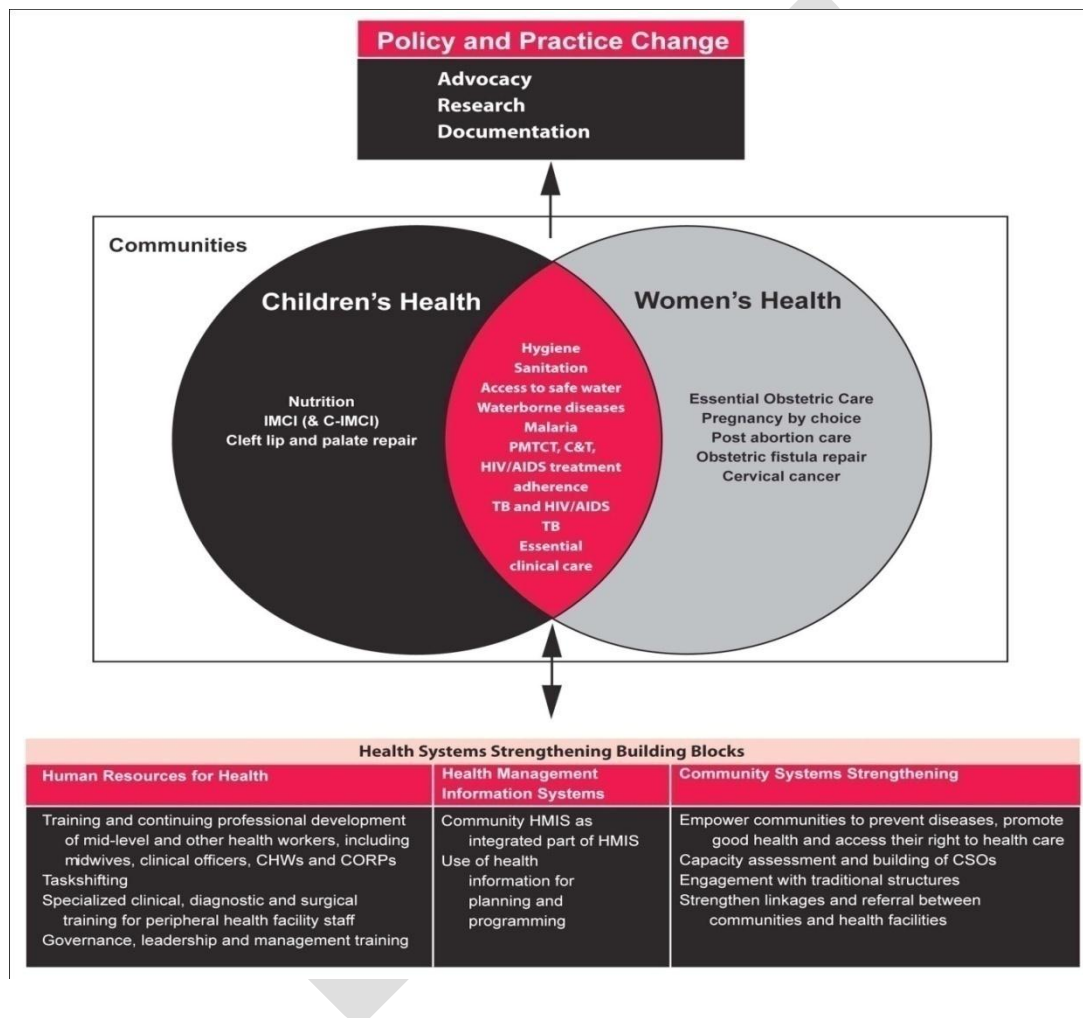 Policy and Practice Change
Advocacy
Research
Documentation
Communities
Children's Health
Nutrition
IMCI (& C-IMCI)
Cleft lip and palate repair
Hygiene
Sanitation
Access to safe water
Waterborne diseases
Malaria
PMTCT, C&T,
HIV/AIDS treatment
adherence
TB and HIV/AIDS
TB
Essential
clinical care
Women's Health
Essential Obstetric Care
Pregnancy by choice
Post abortion care
Obstetric fistula repair
Cervical cancer
Health Systems Strengthening Building Blocks
Human Resources for Health
Training and continuing professional development
of mid-level and other health workers, including
midwives, clinical officers, CHWs and CORPs
Taskshifting
Specialized clinical, diagnostic and surgical
training for peripheral health facility staff
Governance, leadership and management training
Health Management
Information Systems
Community HMIS as
integrated part of HMIS
Use of health
information for
planning and
programming
Community Systems Strengthening
Empower communities to prevent diseases, promote
good health and access their right to health care
Capacity assessment and building of CSOs
Engagement with traditional structures
Strengthen linkages and referral between
communities and health facilities